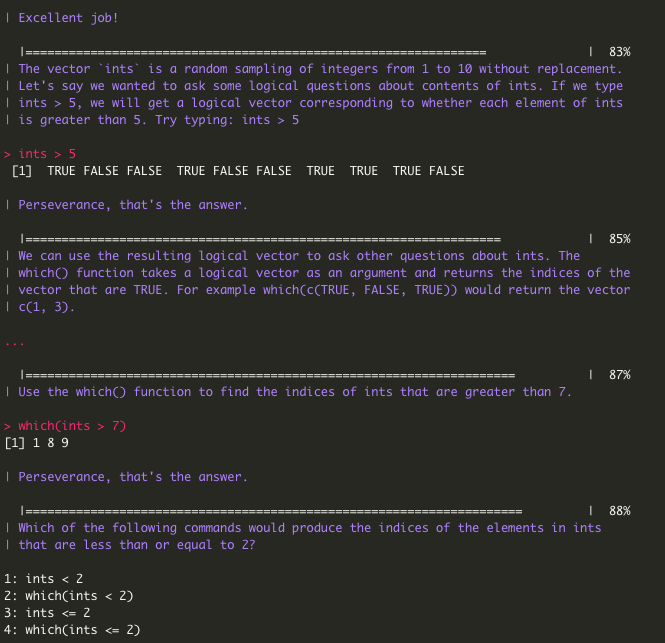 | Excellent job!
|================================================================              |  83%
| The vector `ints` is a random sampling of integers from 1 to 10 without replacement.
| Let's say we wanted to ask some logical questions about contents of ints. If we type
| ints > 5, we will get a logical vector corresponding to whether each element of ints
| is greater than 5. Try typing: ints > 5
> ints > 5
[1]  TRUE FALSE FALSE  TRUE FALSE FALSE  TRUE  TRUE  TRUE FALSE
| Perseverance, that's the answer.
|==================================================================            |  85%
| We can use the resulting logical vector to ask other questions about ints. The
| which() function takes a logical vector as an argument and returns the indices of the
| vector that are TRUE. For example which(c(TRUE, FALSE, TRUE)) would return the vector
| c(1, 3).
...
|====================================================================          |  87%
| Use the which() function to find the indices of ints that are greater than 7.
> which(ints > 7)
[1] 1 8 9
| Perseverance, that's the answer.
|=====================================================================         |  88%
| Which of the following commands would produce the indices of the elements in ints
| that are less than or equal to 2?
1: ints < 2
2: which(ints < 2)
3: ints <= 2
4: which(ints <= 2)